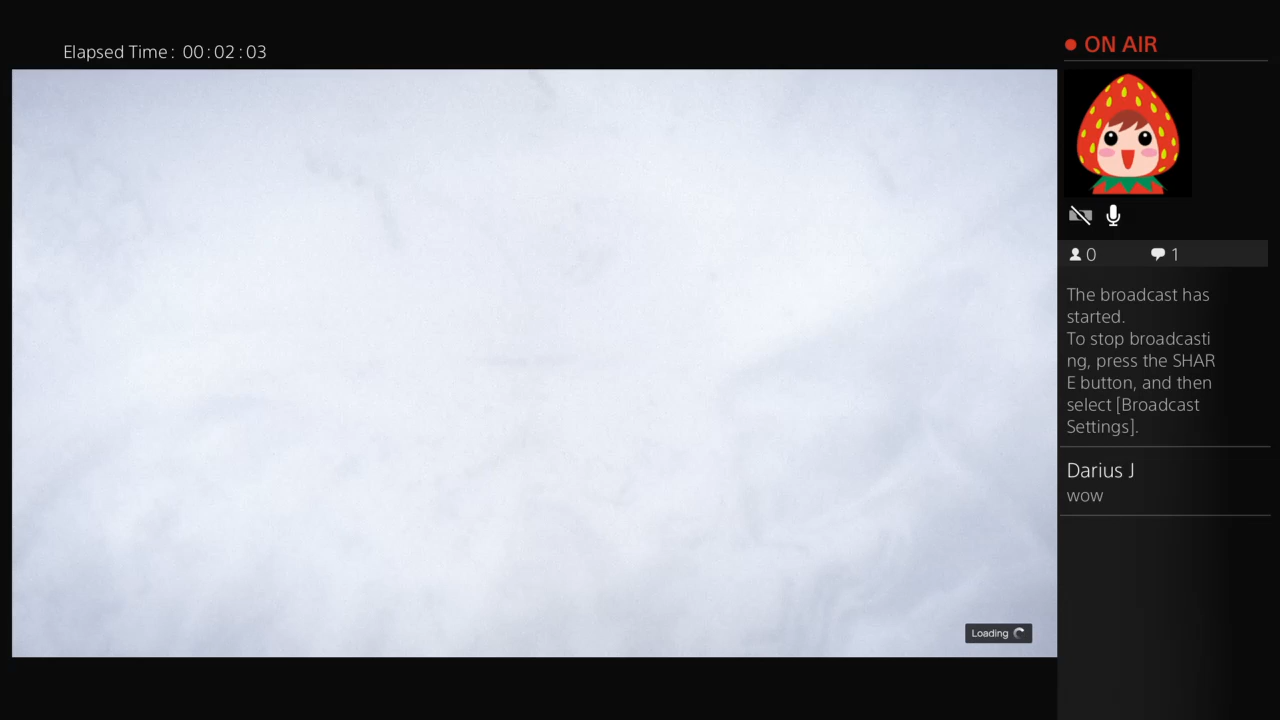 Elapsed Time: 00:02:03
ON AIR
0 1
The broadcast has
started.
To stop broadcasti
ng, press the SHAR
E button, and then
select [Broadcast
Settings].
Darius J
wow
Loading